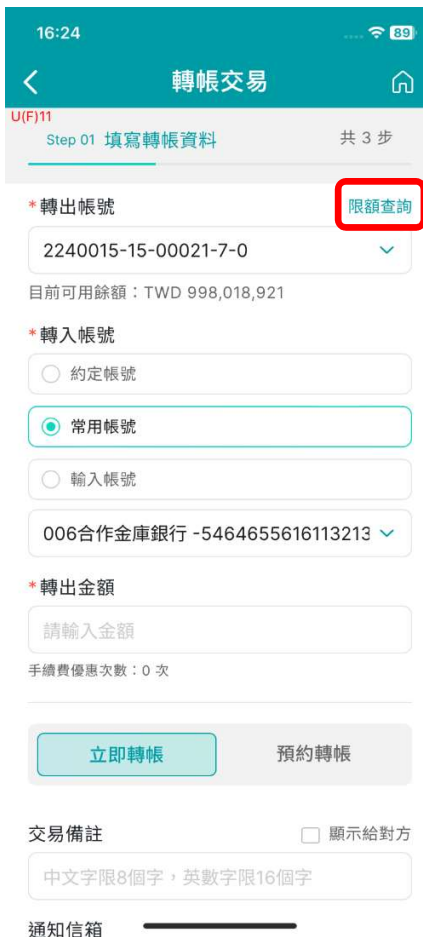 16:24
89
轉帳交易
U(F)11
Step 01 填寫轉帳資料 共 3 步
*轉出帳號 限額查詢
2240015-15-00021-7-0
目前可用餘額：TWD 998,018,921
*轉入帳號
約定帳號
常用帳號
輸入帳號
006合作金庫銀行 -5464655616113213
*轉出金額
請輸入金額
手續費優惠次數：0 次
立即轉帳 預約轉帳
交易備註 顯示給對方
中文字限8個字，英數字限16個字
通知信箱